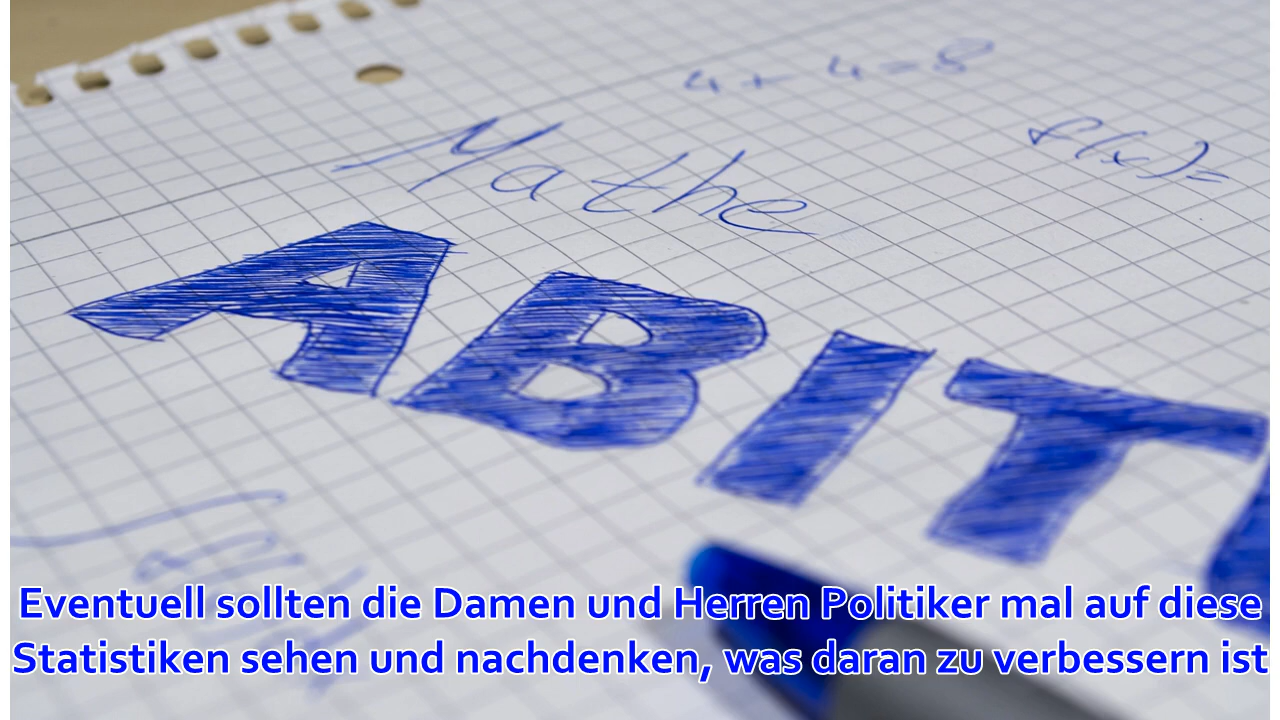 4 + 4 = 8
f(x) =
Mathe
ABIT
Eventuell sollten die Damen und Herren Politiker mal auf diese
Statistiken sehen und nachdenken, was daran zu verbessern ist